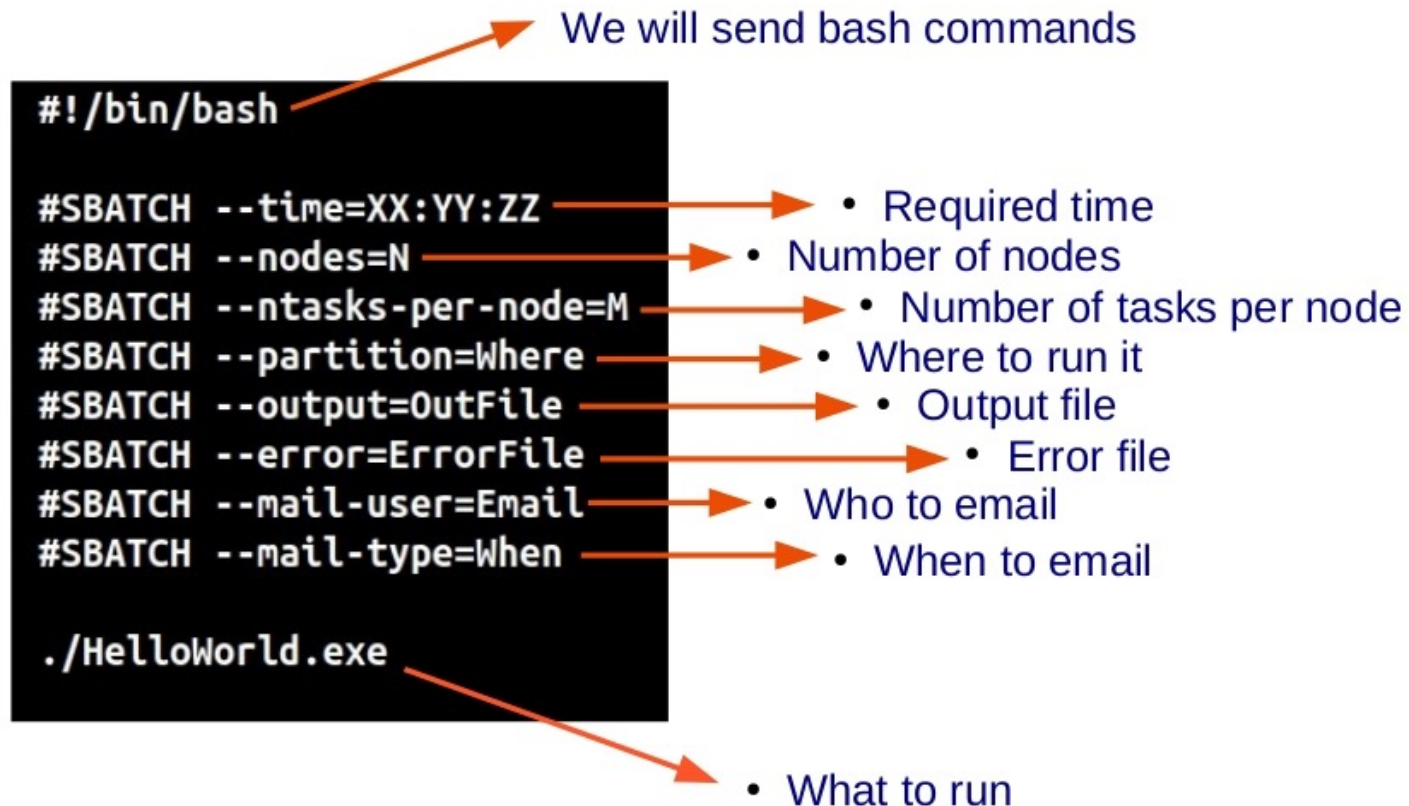 We will send bash commands
#!/bin/bash
#SBATCH --time=XX:YY:ZZ
• Required time
#SBATCH --nodes=N
• Number of nodes
#SBATCH --ntasks-per-node=M
• Number of tasks per node
#SBATCH --partition=Where
• Where to run it
#SBATCH --output=OutFile
• Output file
#SBATCH --error=ErrorFile
• Error file
#SBATCH --mail-user=Email
• Who to email
#SBATCH --mail-type=When
• When to email
./HelloWorld.exe
• What to run